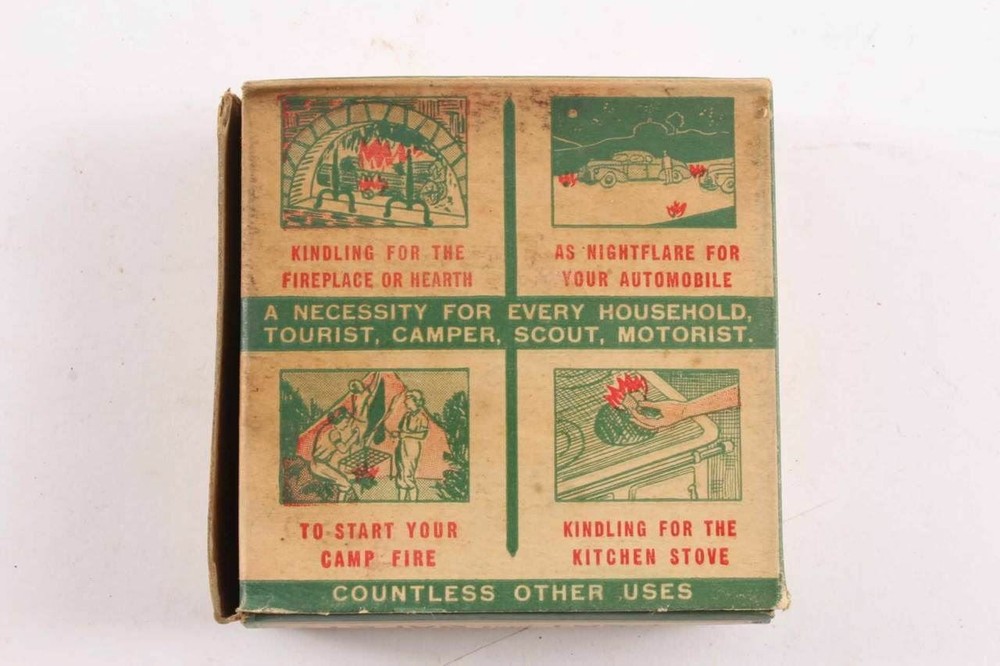 KINDLING FOR THE
FIREPLACE OR HEARTH
AS NIGHTFLARE FOR
YOUR AUTOMOBILE
A NECESSITY FOR EVERY HOUSEHOLD,
TOURIST, CAMPER, SCOUT, MOTORIST.
TO START YOUR
CAMP FIRE
KINDLING FOR THE
KITCHEN STOVE
COUNTLESS OTHER USES